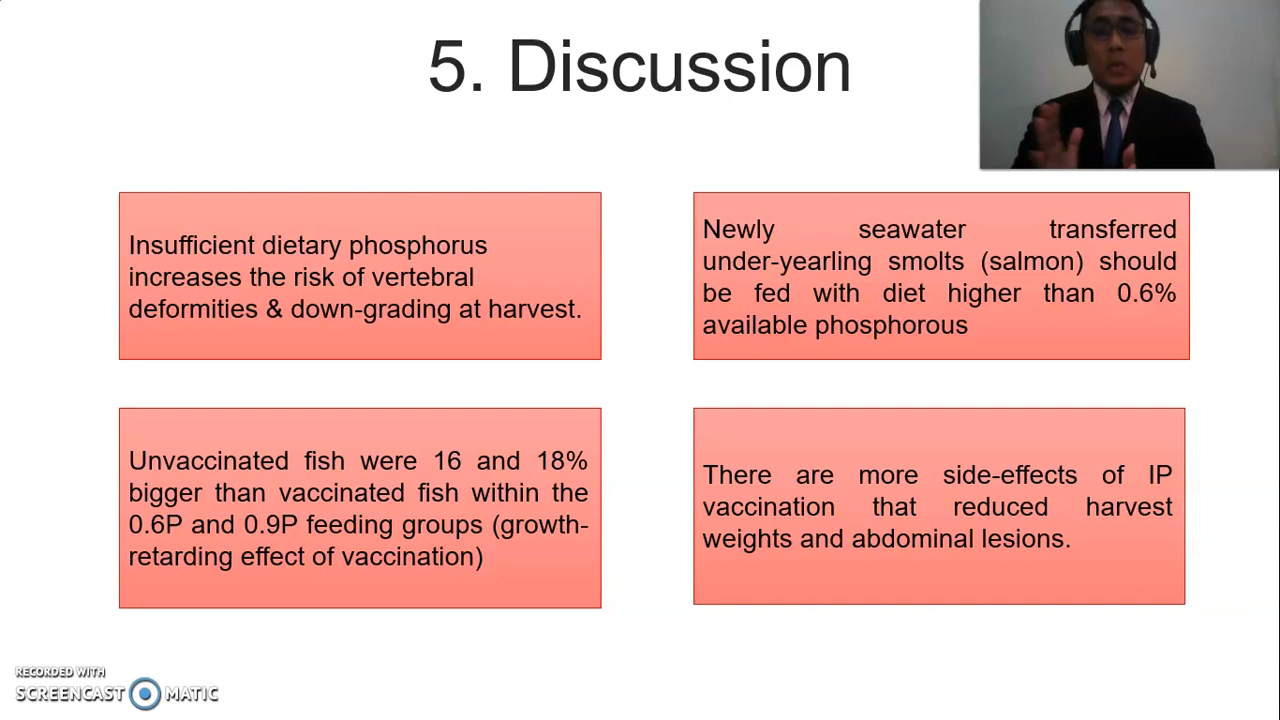 5. Discussion
Insufficient dietary phosphorus
increases the risk of vertebral
deformities & down-grading at harvest.
Newly seawater transferred
under-yearling smolts (salmon) should
be fed with diet higher than 0.6%
available phosphorous
Unvaccinated fish were 16 and 18%
bigger than vaccinated fish within the
0.6P and 0.9P feeding groups (growth-
retarding effect of vaccination)
There are more side-effects of IP
vaccination that reduced harvest
weights and abdominal lesions.
RECORDED WITH
SCREENCAST MATIC